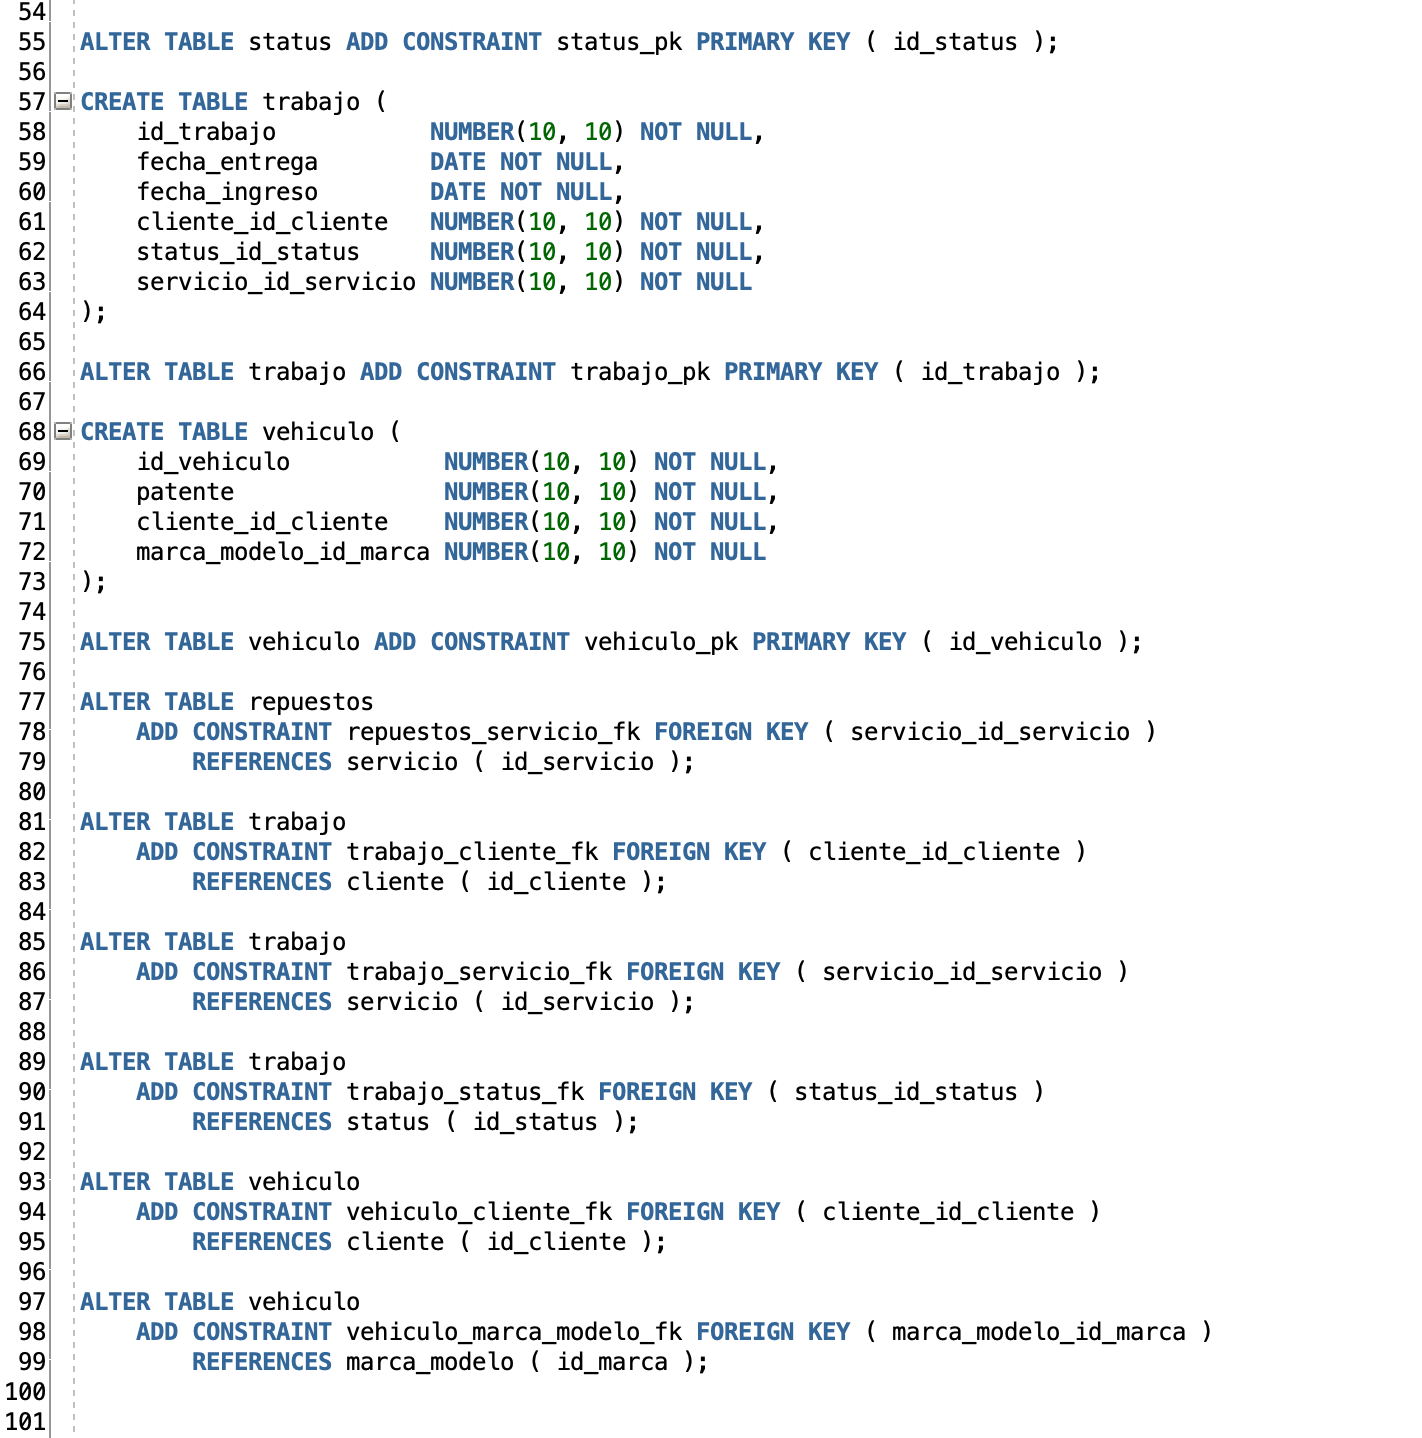 54
55 ALTER TABLE status ADD CONSTRAINT status_pk PRIMARY KEY ( id_status );
56
57 CREATE TABLE trabajo (
58     id_trabajo           NUMBER(10, 10) NOT NULL,
59     fecha_entrega        DATE NOT NULL,
60     fecha_ingreso        DATE NOT NULL,
61     cliente_id_cliente   NUMBER(10, 10) NOT NULL,
62     status_id_status     NUMBER(10, 10) NOT NULL,
63     servicio_id_servicio NUMBER(10, 10) NOT NULL
64 );
65
66 ALTER TABLE trabajo ADD CONSTRAINT trabajo_pk PRIMARY KEY ( id_trabajo );
67
68 CREATE TABLE vehiculo (
69     id_vehiculo           NUMBER(10, 10) NOT NULL,
70     patente               NUMBER(10, 10) NOT NULL,
71     cliente_id_cliente    NUMBER(10, 10) NOT NULL,
72     marca_modelo_id_marca NUMBER(10, 10) NOT NULL
73 );
74
75 ALTER TABLE vehiculo ADD CONSTRAINT vehiculo_pk PRIMARY KEY ( id_vehiculo );
76
77 ALTER TABLE repuestos
78     ADD CONSTRAINT repuestos_servicio_fk FOREIGN KEY ( servicio_id_servicio )
79         REFERENCES servicio ( id_servicio );
80
81 ALTER TABLE trabajo
82     ADD CONSTRAINT trabajo_cliente_fk FOREIGN KEY ( cliente_id_cliente )
83         REFERENCES cliente ( id_cliente );
84
85 ALTER TABLE trabajo
86     ADD CONSTRAINT trabajo_servicio_fk FOREIGN KEY ( servicio_id_servicio )
87         REFERENCES servicio ( id_servicio );
88
89 ALTER TABLE trabajo
90     ADD CONSTRAINT trabajo_status_fk FOREIGN KEY ( status_id_status )
91         REFERENCES status ( id_status );
92
93 ALTER TABLE vehiculo
94     ADD CONSTRAINT vehiculo_cliente_fk FOREIGN KEY ( cliente_id_cliente )
95         REFERENCES cliente ( id_cliente );
96
97 ALTER TABLE vehiculo
98     ADD CONSTRAINT vehiculo_marca_modelo_fk FOREIGN KEY ( marca_modelo_id_marca )
99         REFERENCES marca_modelo ( id_marca );
100
101